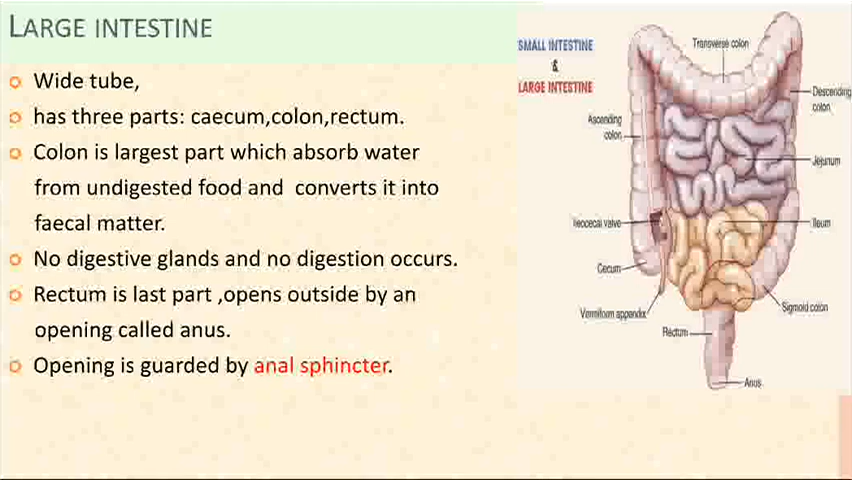 LARGE INTESTINE
Wide tube,
has three parts: caecum,colon,rectum.
Colon is largest part which absorb water
from undigested food and converts it into
faecal matter.
No digestive glands and no digestion occurs.
Rectum is last part ,opens outside by an
opening called anus.
Opening is guarded by anal sphincter.
SMALL INTESTINE
&
LARGE INTESTINE
Transverse colon
Descending
colon
Ascending
colon
Jejunum
Ileocecal valve
Ileum
Cecum
Vermiform appendix
Sigmoid colon
Rectum
Anus